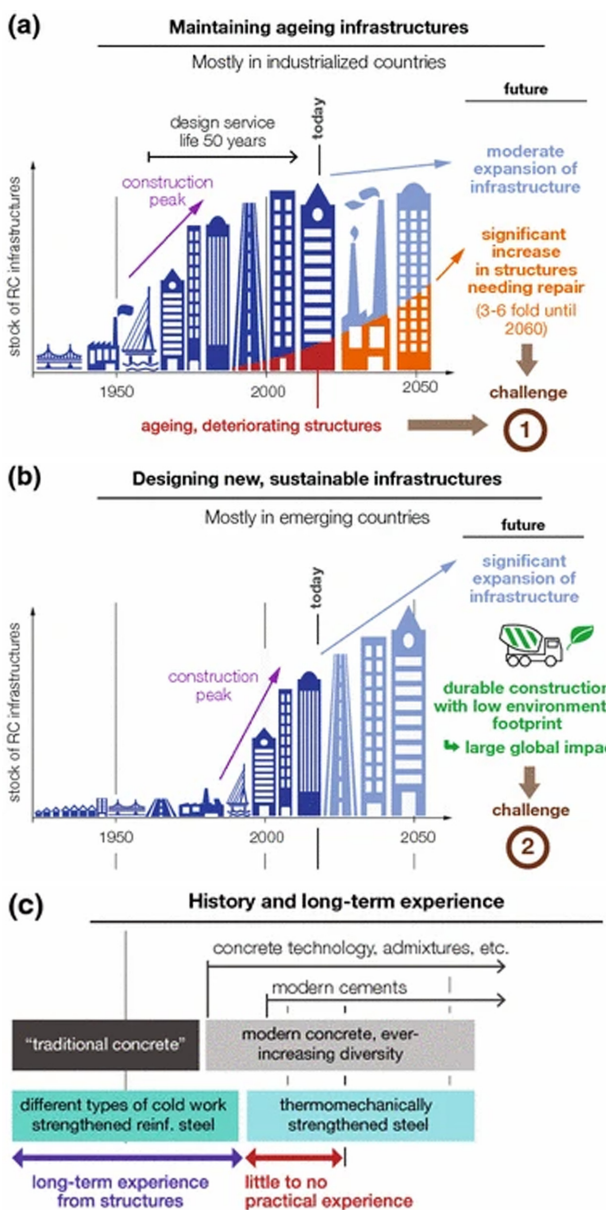 (a)
Maintaining ageing infrastructures
Mostly in industrialized countries
future
design service
life 50 years
today
construction
peak
moderate
expansion of
infrastructure
significant
increase
in structures
needing repair
(3-6 fold until
2060)
stock of RC infrastructures
1950
2000
2050
challenge
ageing, deteriorating structures
1
(b)
Designing new, sustainable infrastructures
Mostly in emerging countries
future
today
significant
expansion of
infrastructure
construction
peak
durable construction
with low environment
footprint
large global impa
stock of RC infrastructures
1950
2000
2050
challenge
2
(c)
History and long-term experience
concrete technology, admixtures, etc.
modern cements
"traditional concrete"
modern concrete, ever-
increasing diversity
different types of cold work
strengthened reinf. steel
thermomechanically
strengthened steel
long-term experience
from structures
little to no
practical experience